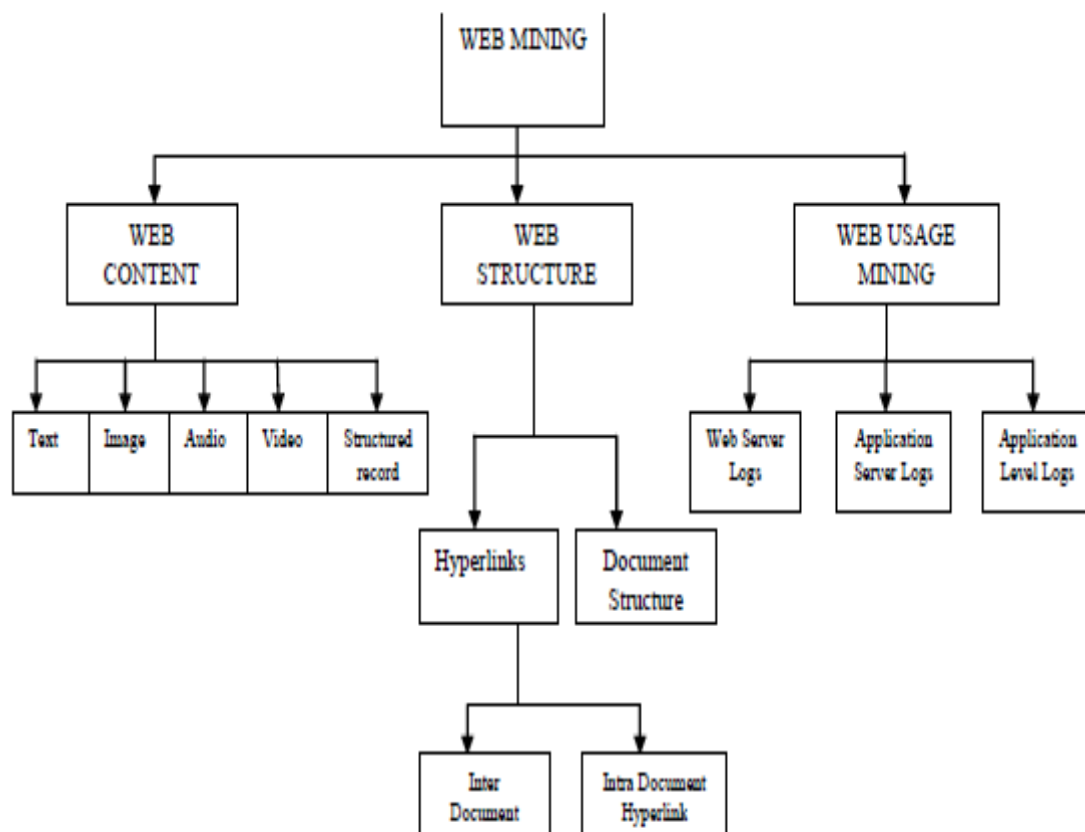 WEB MINING
WEB
CONTENT
WEB
STRUCTURE
WEB USAGE
MINING
Text
Image
Audio
Video
Structured
record
Web Server
Logs
Application
Server Logs
Application
Level Logs
Hyperlinks
Document
Structure
Inter
Document
Intra Document
Hyperlink